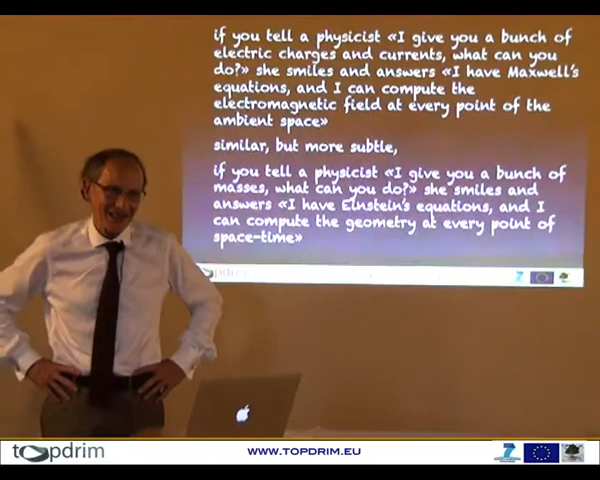 if you tell a physicist «I give you a bunch of
electric charges and currents, what can you
do?» she smiles and answers «I have Maxwell's
equations, and I can compute the
electromagnetic field at every point of the
ambient space»
similar, but more subtle,
if you tell a physicist «I give you a bunch of
masses, what can you do?» she smiles and
answers «I have Einstein's equations, and I
can compute the geometry at every point of
space-time»
pdrim
topdrim
WWW.TOPDRIM.EU
7